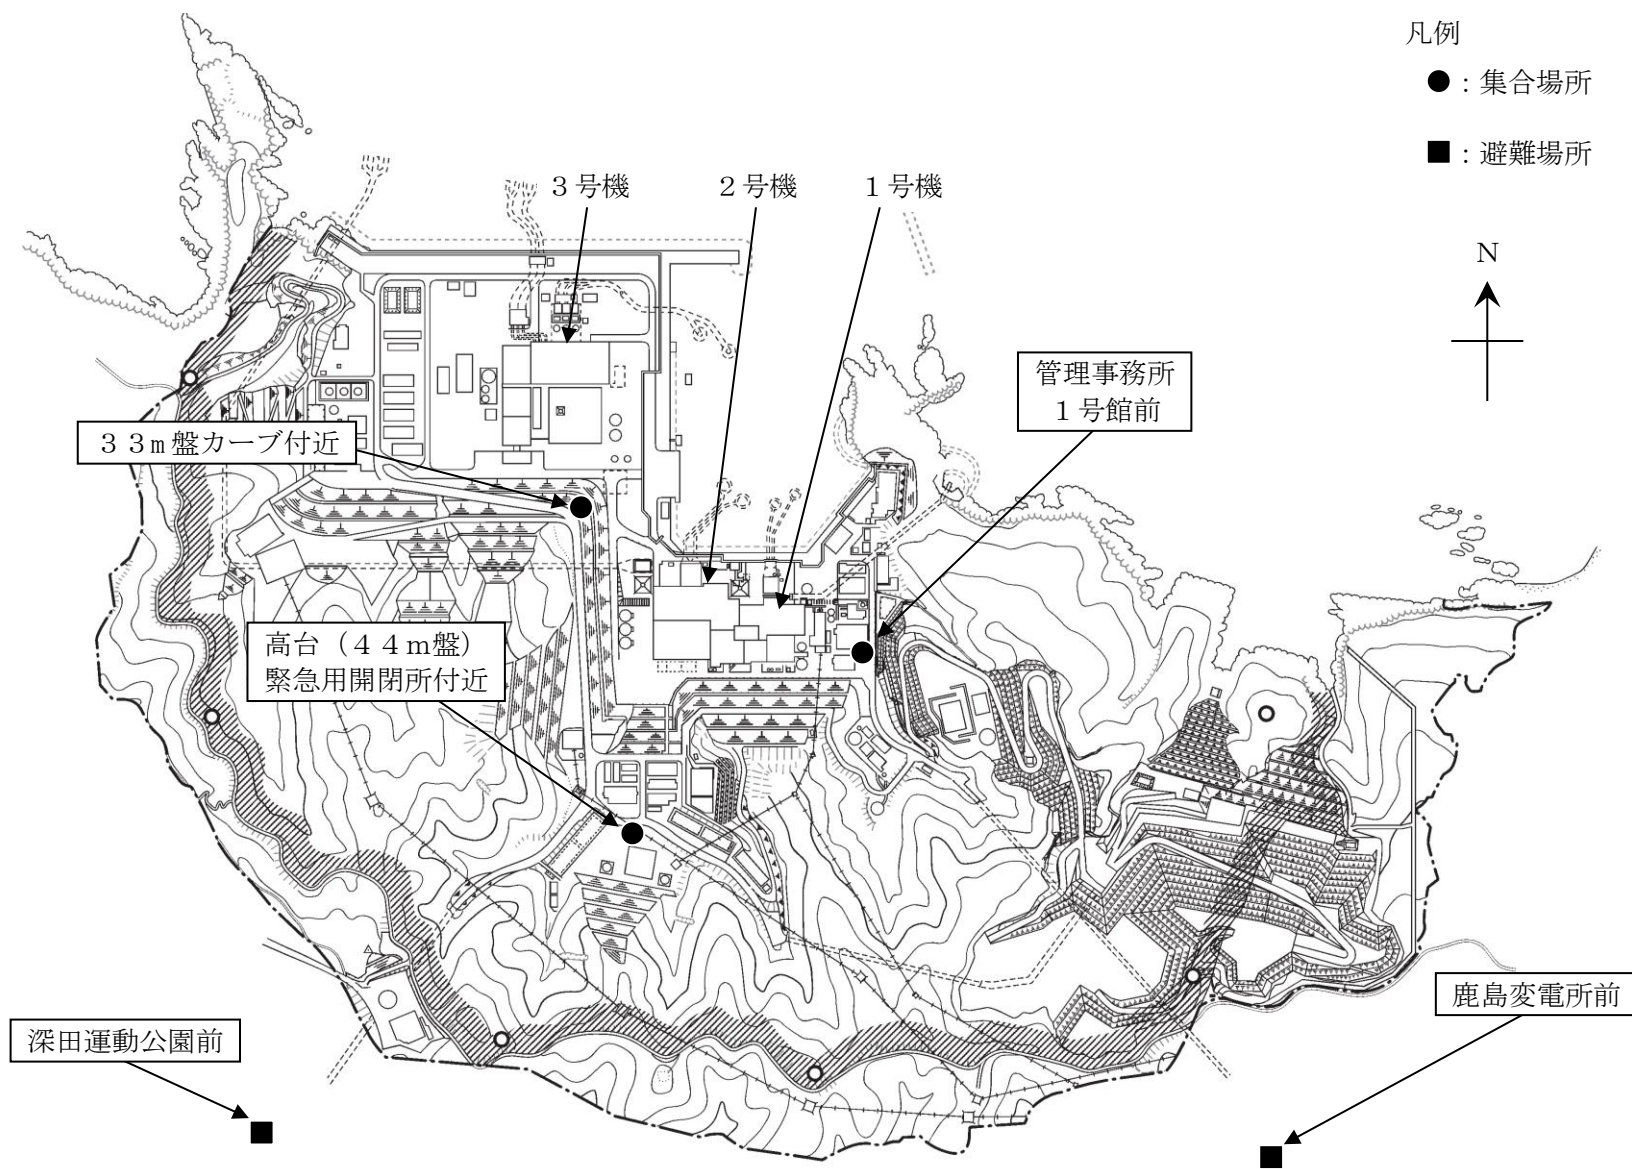 凡例
●：集合場所
■：避難場所
３号機
２号機
１号機
N
管理事務所
１号館前
３３m盤カーブ付近
高台（４４m盤）
緊急用開閉所付近
鹿島変電所前
深田運動公園前